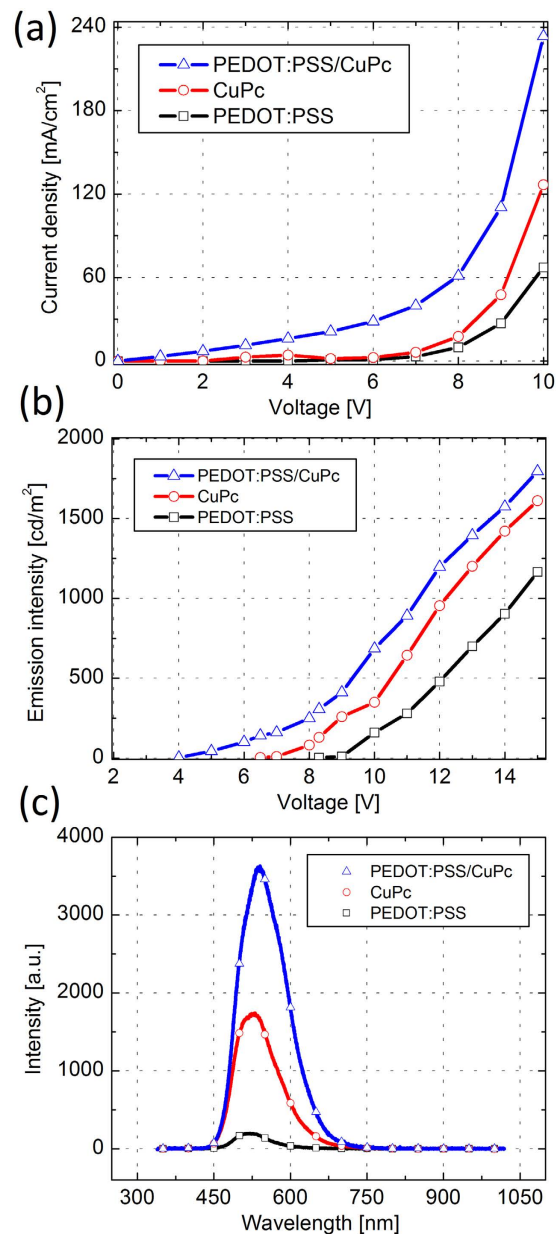 (a)
240
180
120
60
0
Current density [mA/cm²]
PEDOT:PSS/CuPc
CuPc
PEDOT:PSS
0 2 4 6 8 10
Voltage [V]
(b)
2000
1500
1000
500
0
Emission intensity [cd/m²]
PEDOT:PSS/CuPc
CuPc
PEDOT:PSS
2 4 6 8 10 12 14
Voltage [V]
(c)
4000
3000
2000
1000
0
Intensity [a.u.]
PEDOT:PSS/CuPc
CuPc
PEDOT:PSS
300 450 600 750 900 1050
Wavelength [nm]